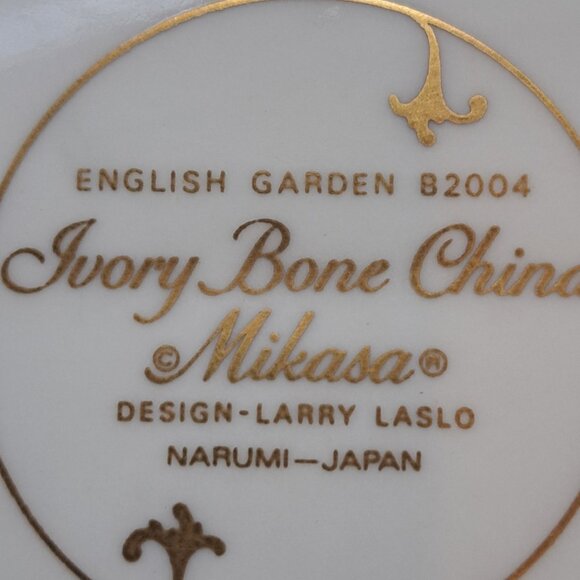 ENGLISH GARDEN B2004
Ivory Bone China
©Mikasa®
DESIGN-LARRY LASLO
NARUMI—JAPAN